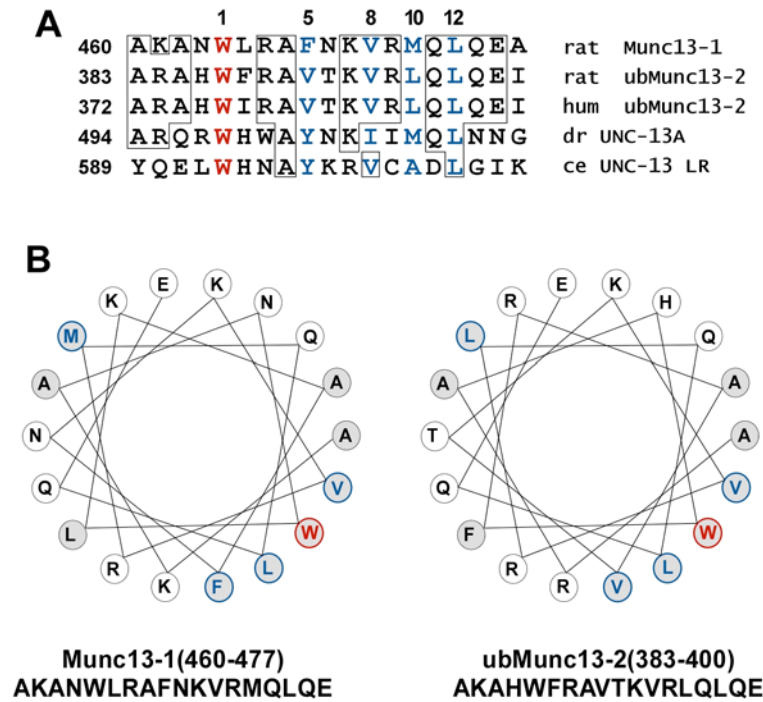 A
1 5 8 10 12
460 AKANWLRAFNKVRMQLQEA rat Munc13-1
383 ARAHWFRAVTKVRLQLQEI rat ubMunc13-2
372 ARAHWIRAVTKVRLQLQEI hum ubMunc13-2
494 ARQRWHWAYNKIIMQLNNG dr UNC-13A
589 YQELWHNAYKRVCADLGIK ce UNC-13 LR
B
K E K N Q A A V W L F K R L Q N A M
R E K H Q A A V W L V R R F Q T A L
Munc13-1(460-477)
AKANWLRAFNKVRMQLQE
ubMunc13-2(383-400)
AKAHWFRAVTKVRLQLQE